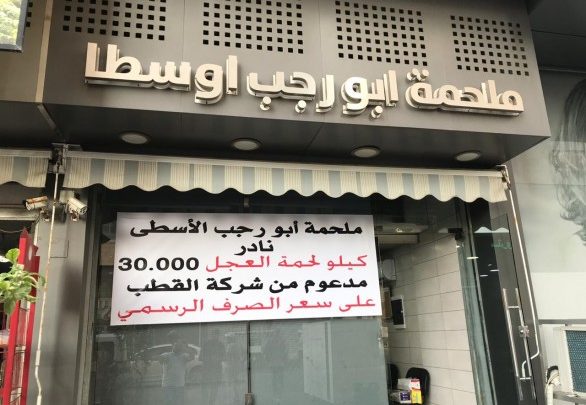 ملحمة ابو رجب اوسطا
ملحمة أبو رجب الأسطى
نادر
كيلو لحمة العجل 30.000
مدعوم من شركة القطب
على سعر الصرف الرسمي